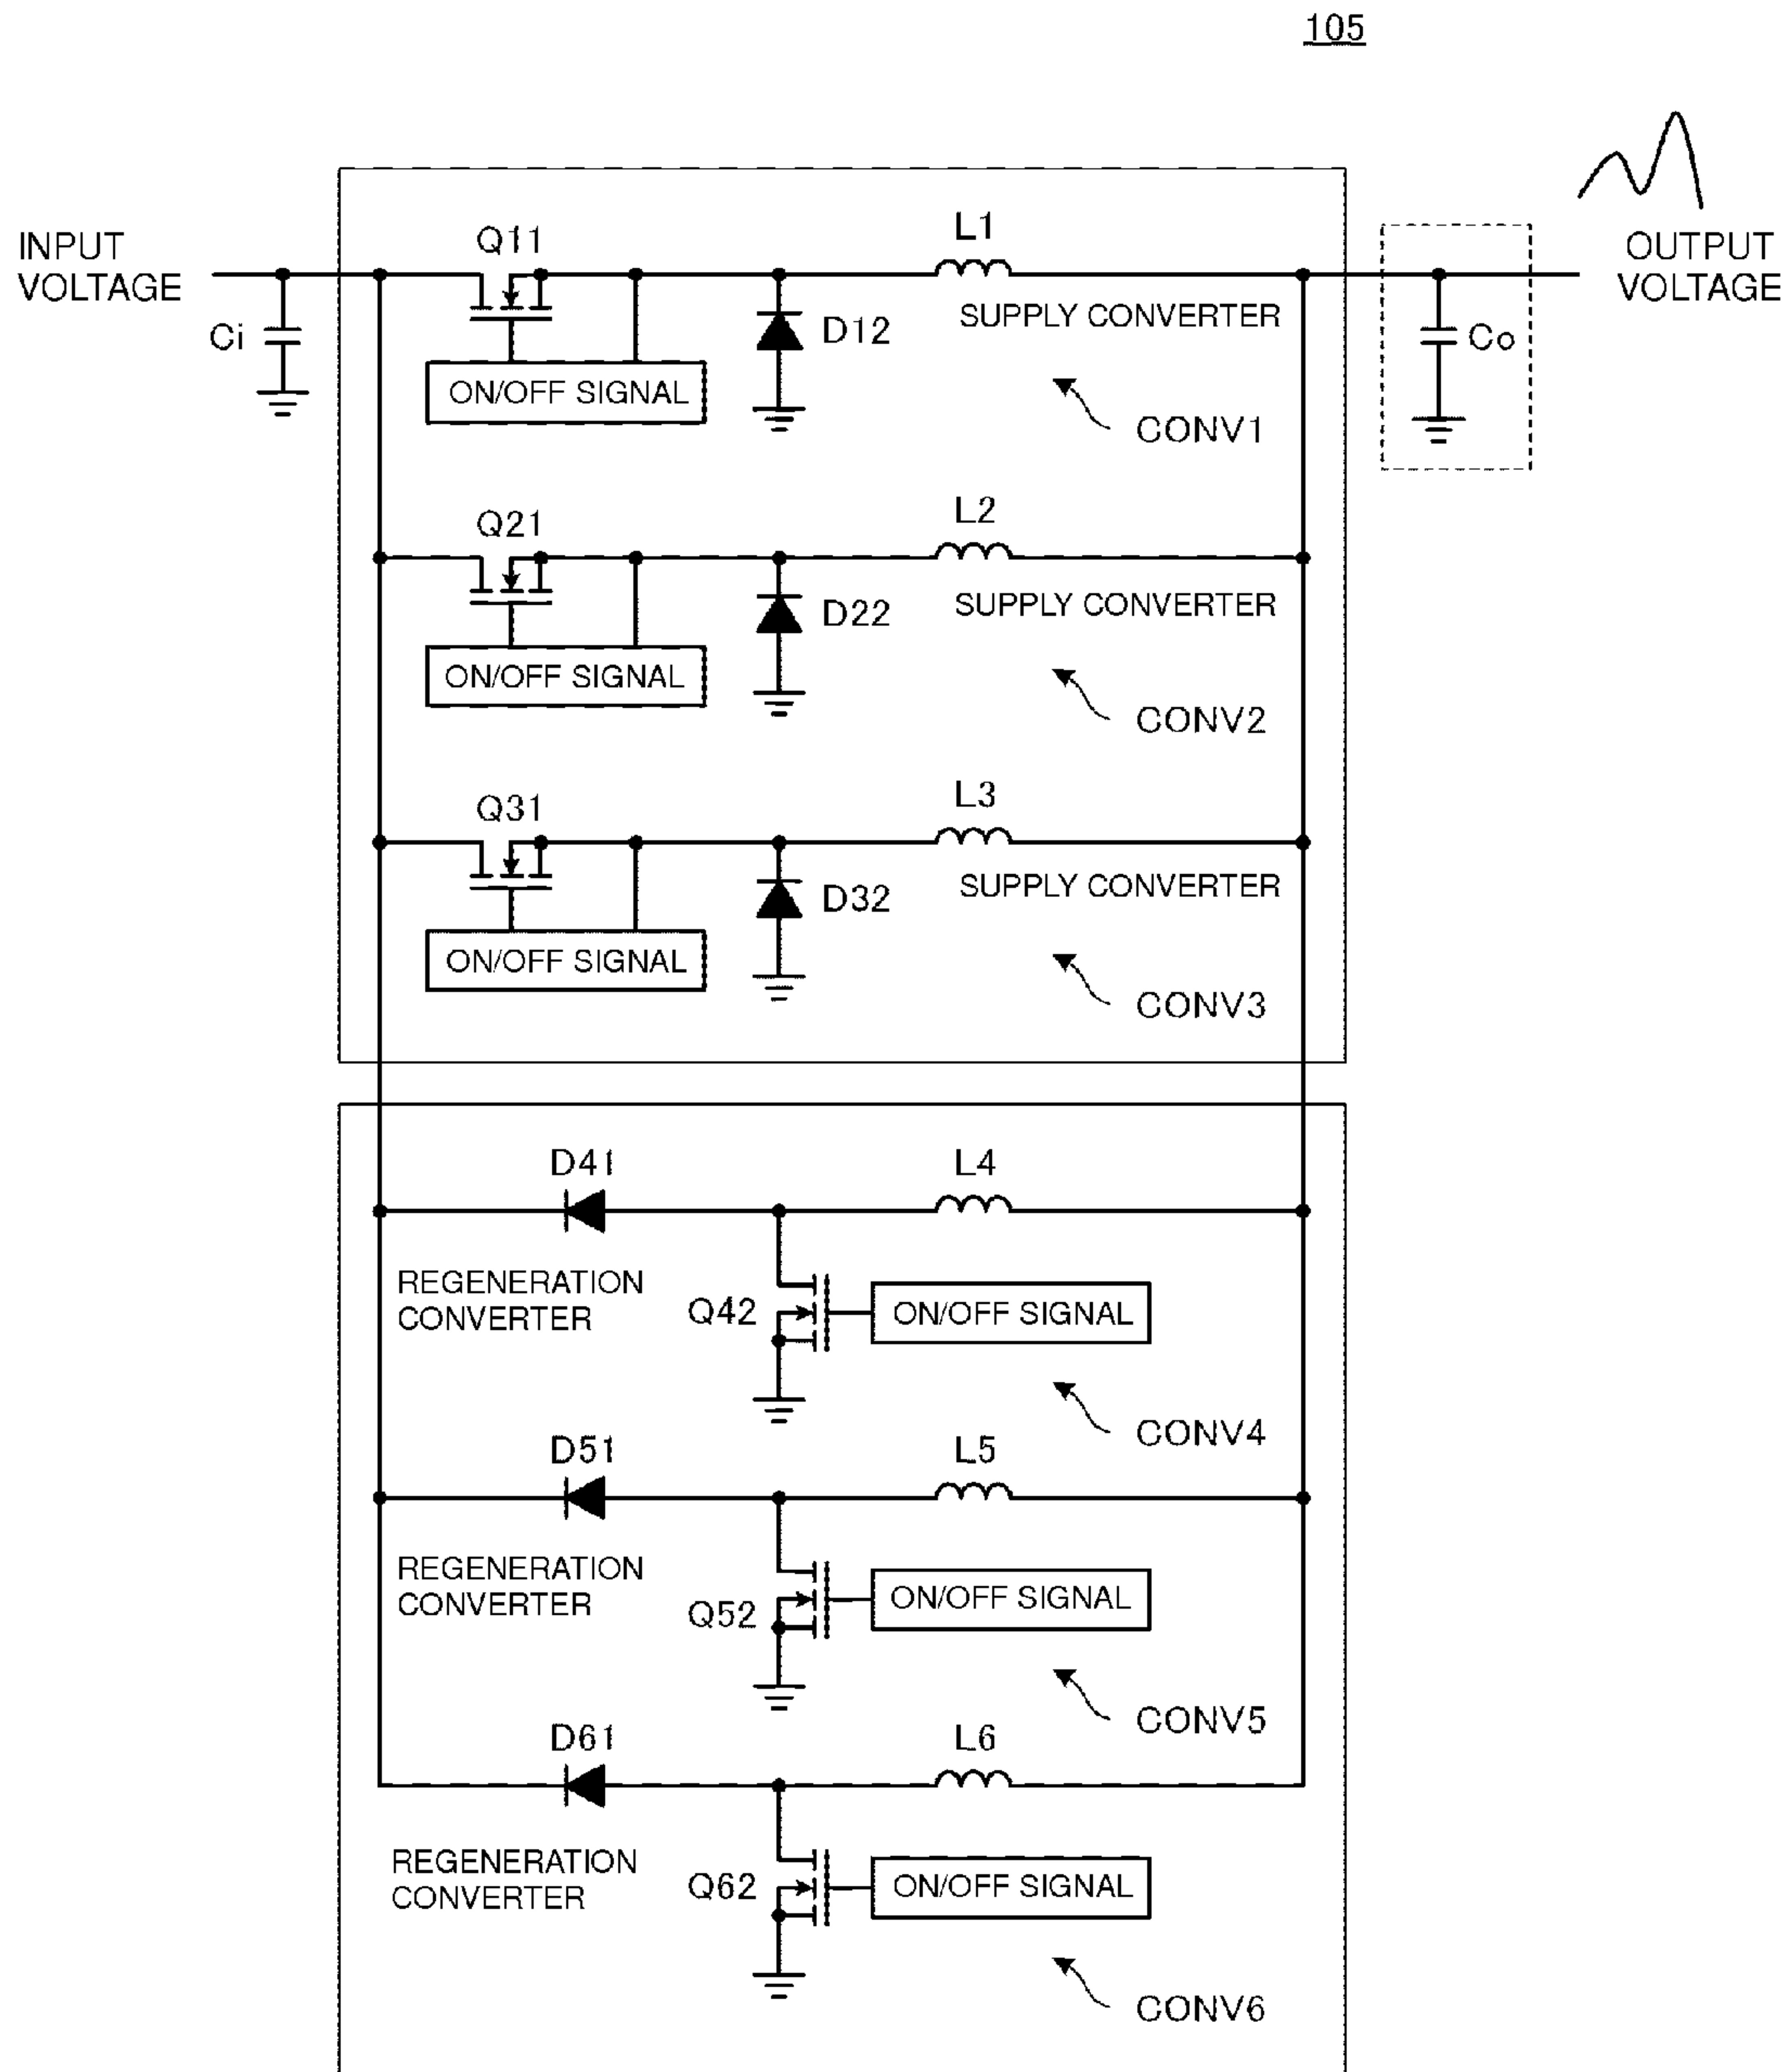 105
INPUT
VOLTAGE
Ci
Q11
ON/OFF SIGNAL
D12
L1
SUPPLY CONVERTER
CONV1
Co
OUTPUT
VOLTAGE
Q21
ON/OFF SIGNAL
D22
L2
SUPPLY CONVERTER
CONV2
Q31
ON/OFF SIGNAL
D32
L3
SUPPLY CONVERTER
CONV3
D41
L4
REGENERATION
CONVERTER
Q42
ON/OFF SIGNAL
CONV4
D51
L5
REGENERATION
CONVERTER
Q52
ON/OFF SIGNAL
CONV5
D61
L6
REGENERATION
CONVERTER
Q62
ON/OFF SIGNAL
CONV6